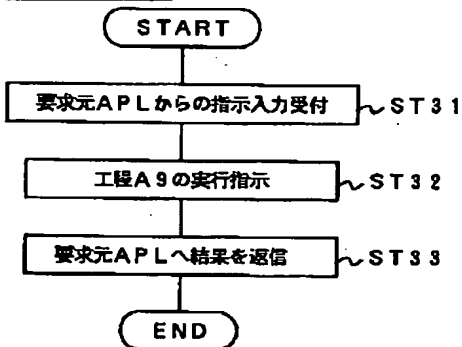 START
要求元APLからの指示入力受付 ～ST31
工程A9の実行指示 ～ST32
要求元APLへ結果を返信 ～ST33
END